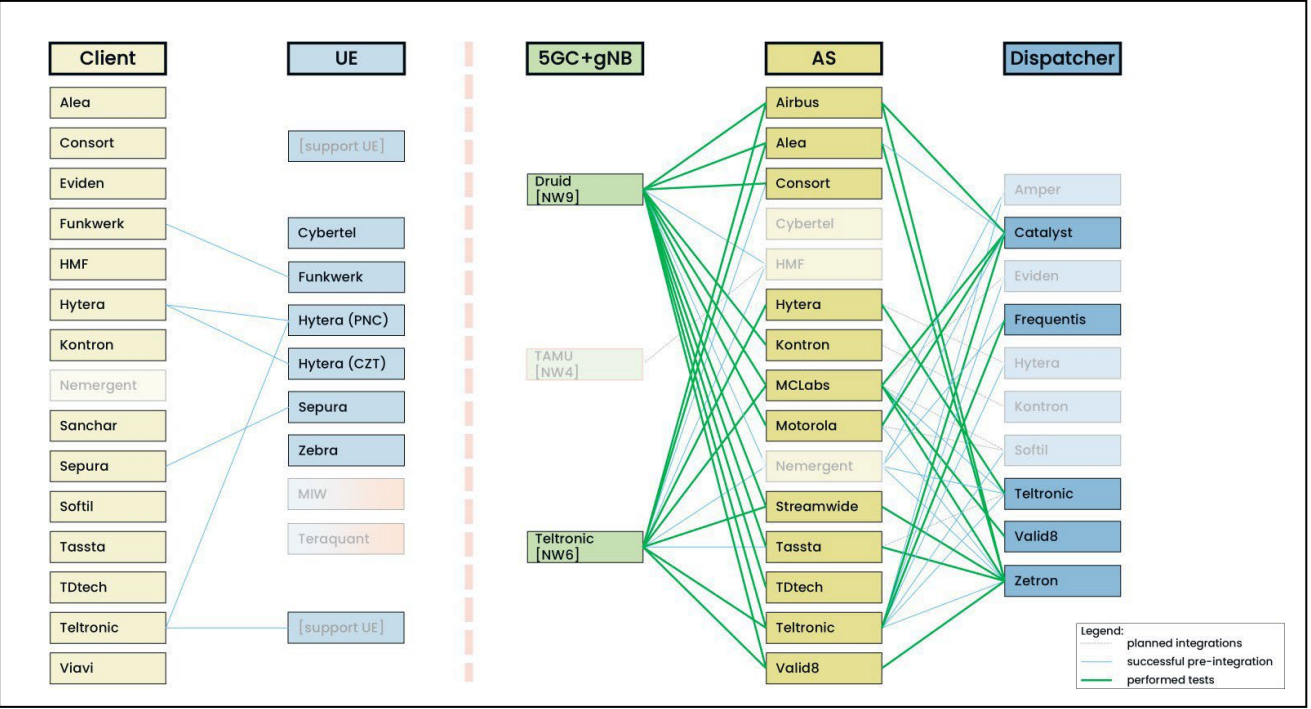 Client
UE
5GC+gNB
AS
Dispatcher
Alea
Consort
Eviden
Funkwerk
HMF
Hytera
Kontron
Nemergent
Sanchar
Sepura
Softil
Tassta
TDtech
Teltronic
Viavi
[support UE]
Cybertel
Funkwerk
Hytera (PNC)
Hytera (CZT)
Sepura
Zebra
MIW
Teraquant
[support UE]
Druid
[NW9]
TAMU
[NW4]
Teltronic
[NW6]
Airbus
Alea
Consort
Cybertel
HMF
Hytera
Kontron
MCLabs
Motorola
Nemergent
Streamwide
Tassta
TDtech
Teltronic
Valid8
Amper
Catalyst
Eviden
Frequentis
Hytera
Kontron
Softil
Teltronic
Valid8
Zetron
Legend:
planned integrations
successful pre-integration
performed tests